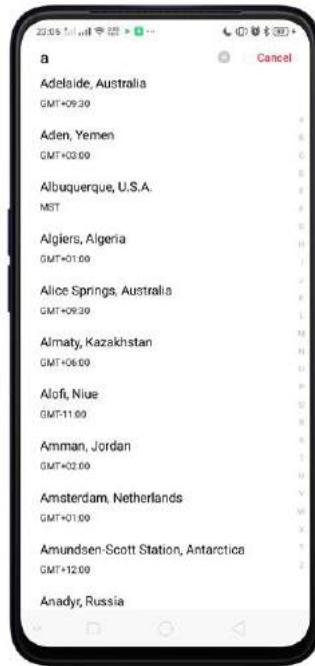 23:05
a
Cancel
Adelaide, Australia
GMT+09:30
Aden, Yemen
GMT+03:00
Albuquerque, U.S.A.
MST
Algiers, Algeria
GMT+01:00
Alice Springs, Australia
GMT+09:30
Almaty, Kazakhstan
GMT+06:00
Alofi, Niue
GMT-11:00
Amman, Jordan
GMT+02:00
Amsterdam, Netherlands
GMT+01:00
Amundsen-Scott Station, Antarctica
GMT+12:00
Anadyr, Russia